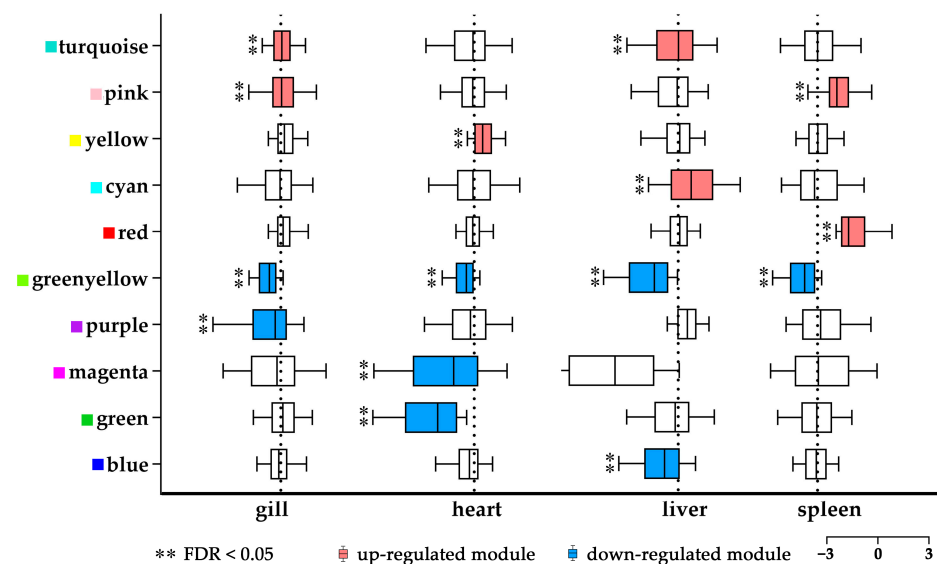 turquoise
**
**
pink
**
**
**
yellow
**
cyan
**
red
**
greenyellow
**
**
**
**
purple
**
magenta
**
green
**
blue
**
gill heart liver spleen
** FDR < 0.05 up-regulated module down-regulated module
−3 0 3